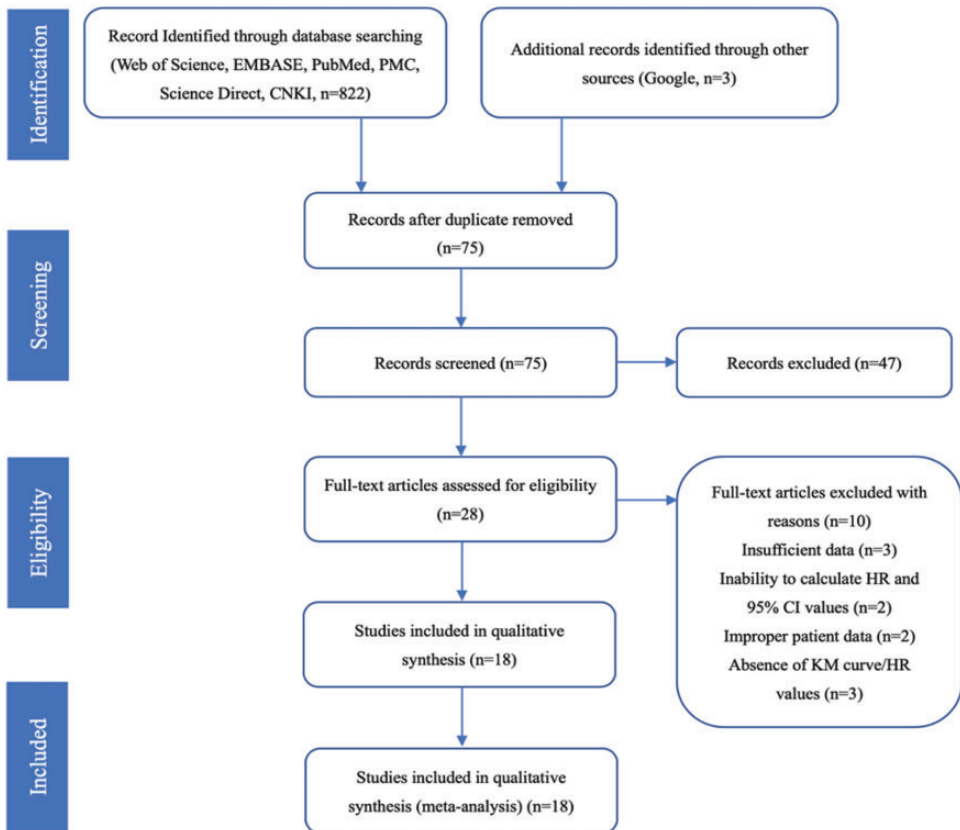 Identification
Record Identified through database searching
(Web of Science, EMBASE, PubMed, PMC,
Science Direct, CNKI, n=822)
Additional records identified through other
sources (Google, n=3)
Records after duplicate removed
(n=75)
Screening
Records screened (n=75)
Records excluded (n=47)
Eligibility
Full-text articles assessed for eligibility
(n=28)
Full-text articles excluded with
reasons (n=10)
Insufficient data (n=3)
Inability to calculate HR and
95% CI values (n=2)
Improper patient data (n=2)
Absence of KM curve/HR
values (n=3)
Studies included in qualitative
synthesis (n=18)
Included
Studies included in qualitative
synthesis (meta-analysis) (n=18)